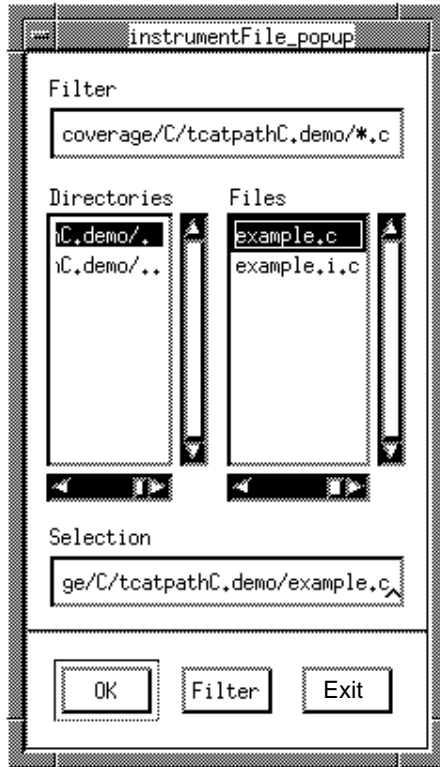 instrumentFile_popup
Filter
coverage/C/tcatpathC.demo/*.c
Directories Files
C.demo/. example.c
C.demo/.. example.i.c
Selection
ge/C/tcatpathC.demo/example.c
OK Filter Exit